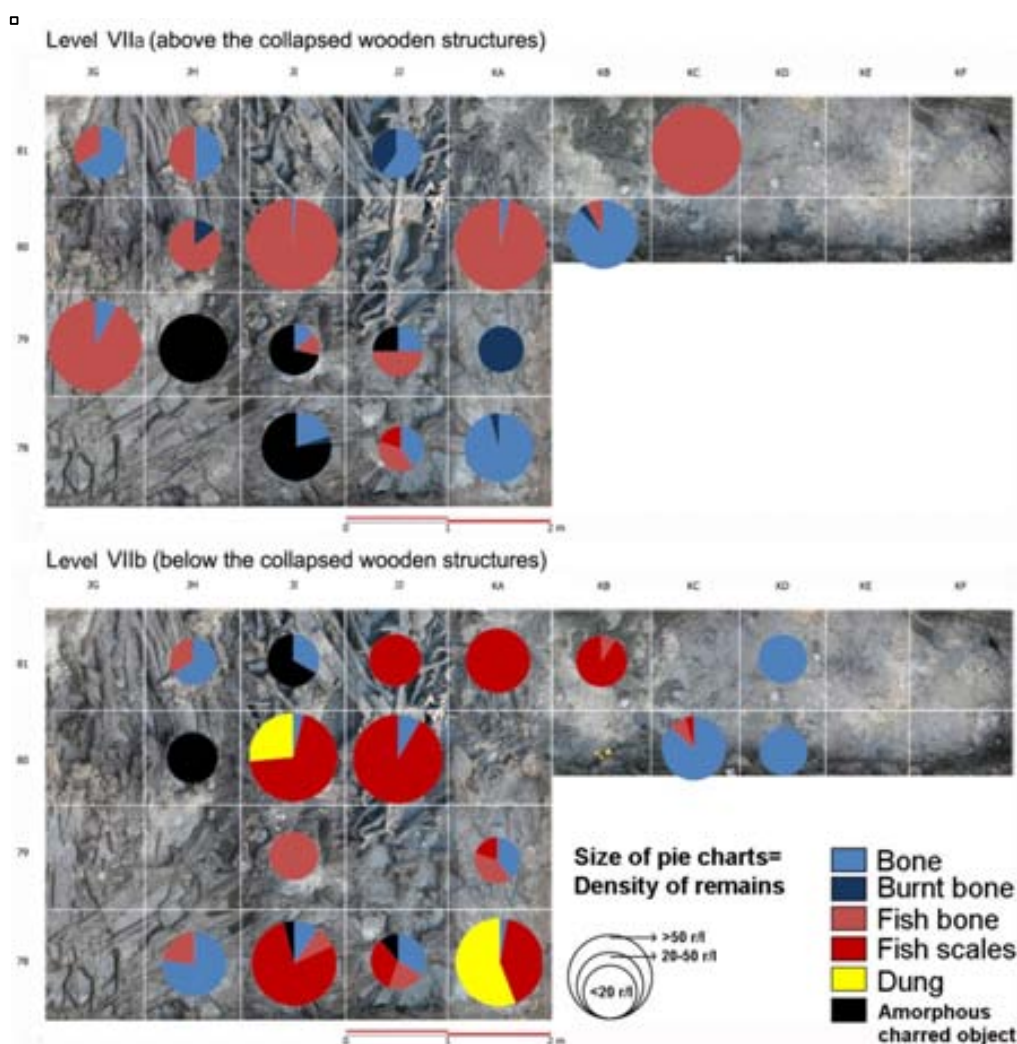 Level VIIa (above the collapsed wooden structures)
JG JH JI JJ KA KB KC KD KE KF
81
80
79
78
0 1 2 m
Level VIIb (below the collapsed wooden structures)
JG JH JI JJ KA KB KC KD KE KF
81
80
79
78
0 1 2 m
Size of pie charts=
Density of remains
>50 r/l
20-50 r/l
<20 r/l
Bone
Burnt bone
Fish bone
Fish scales
Dung
Amorphous
charred object